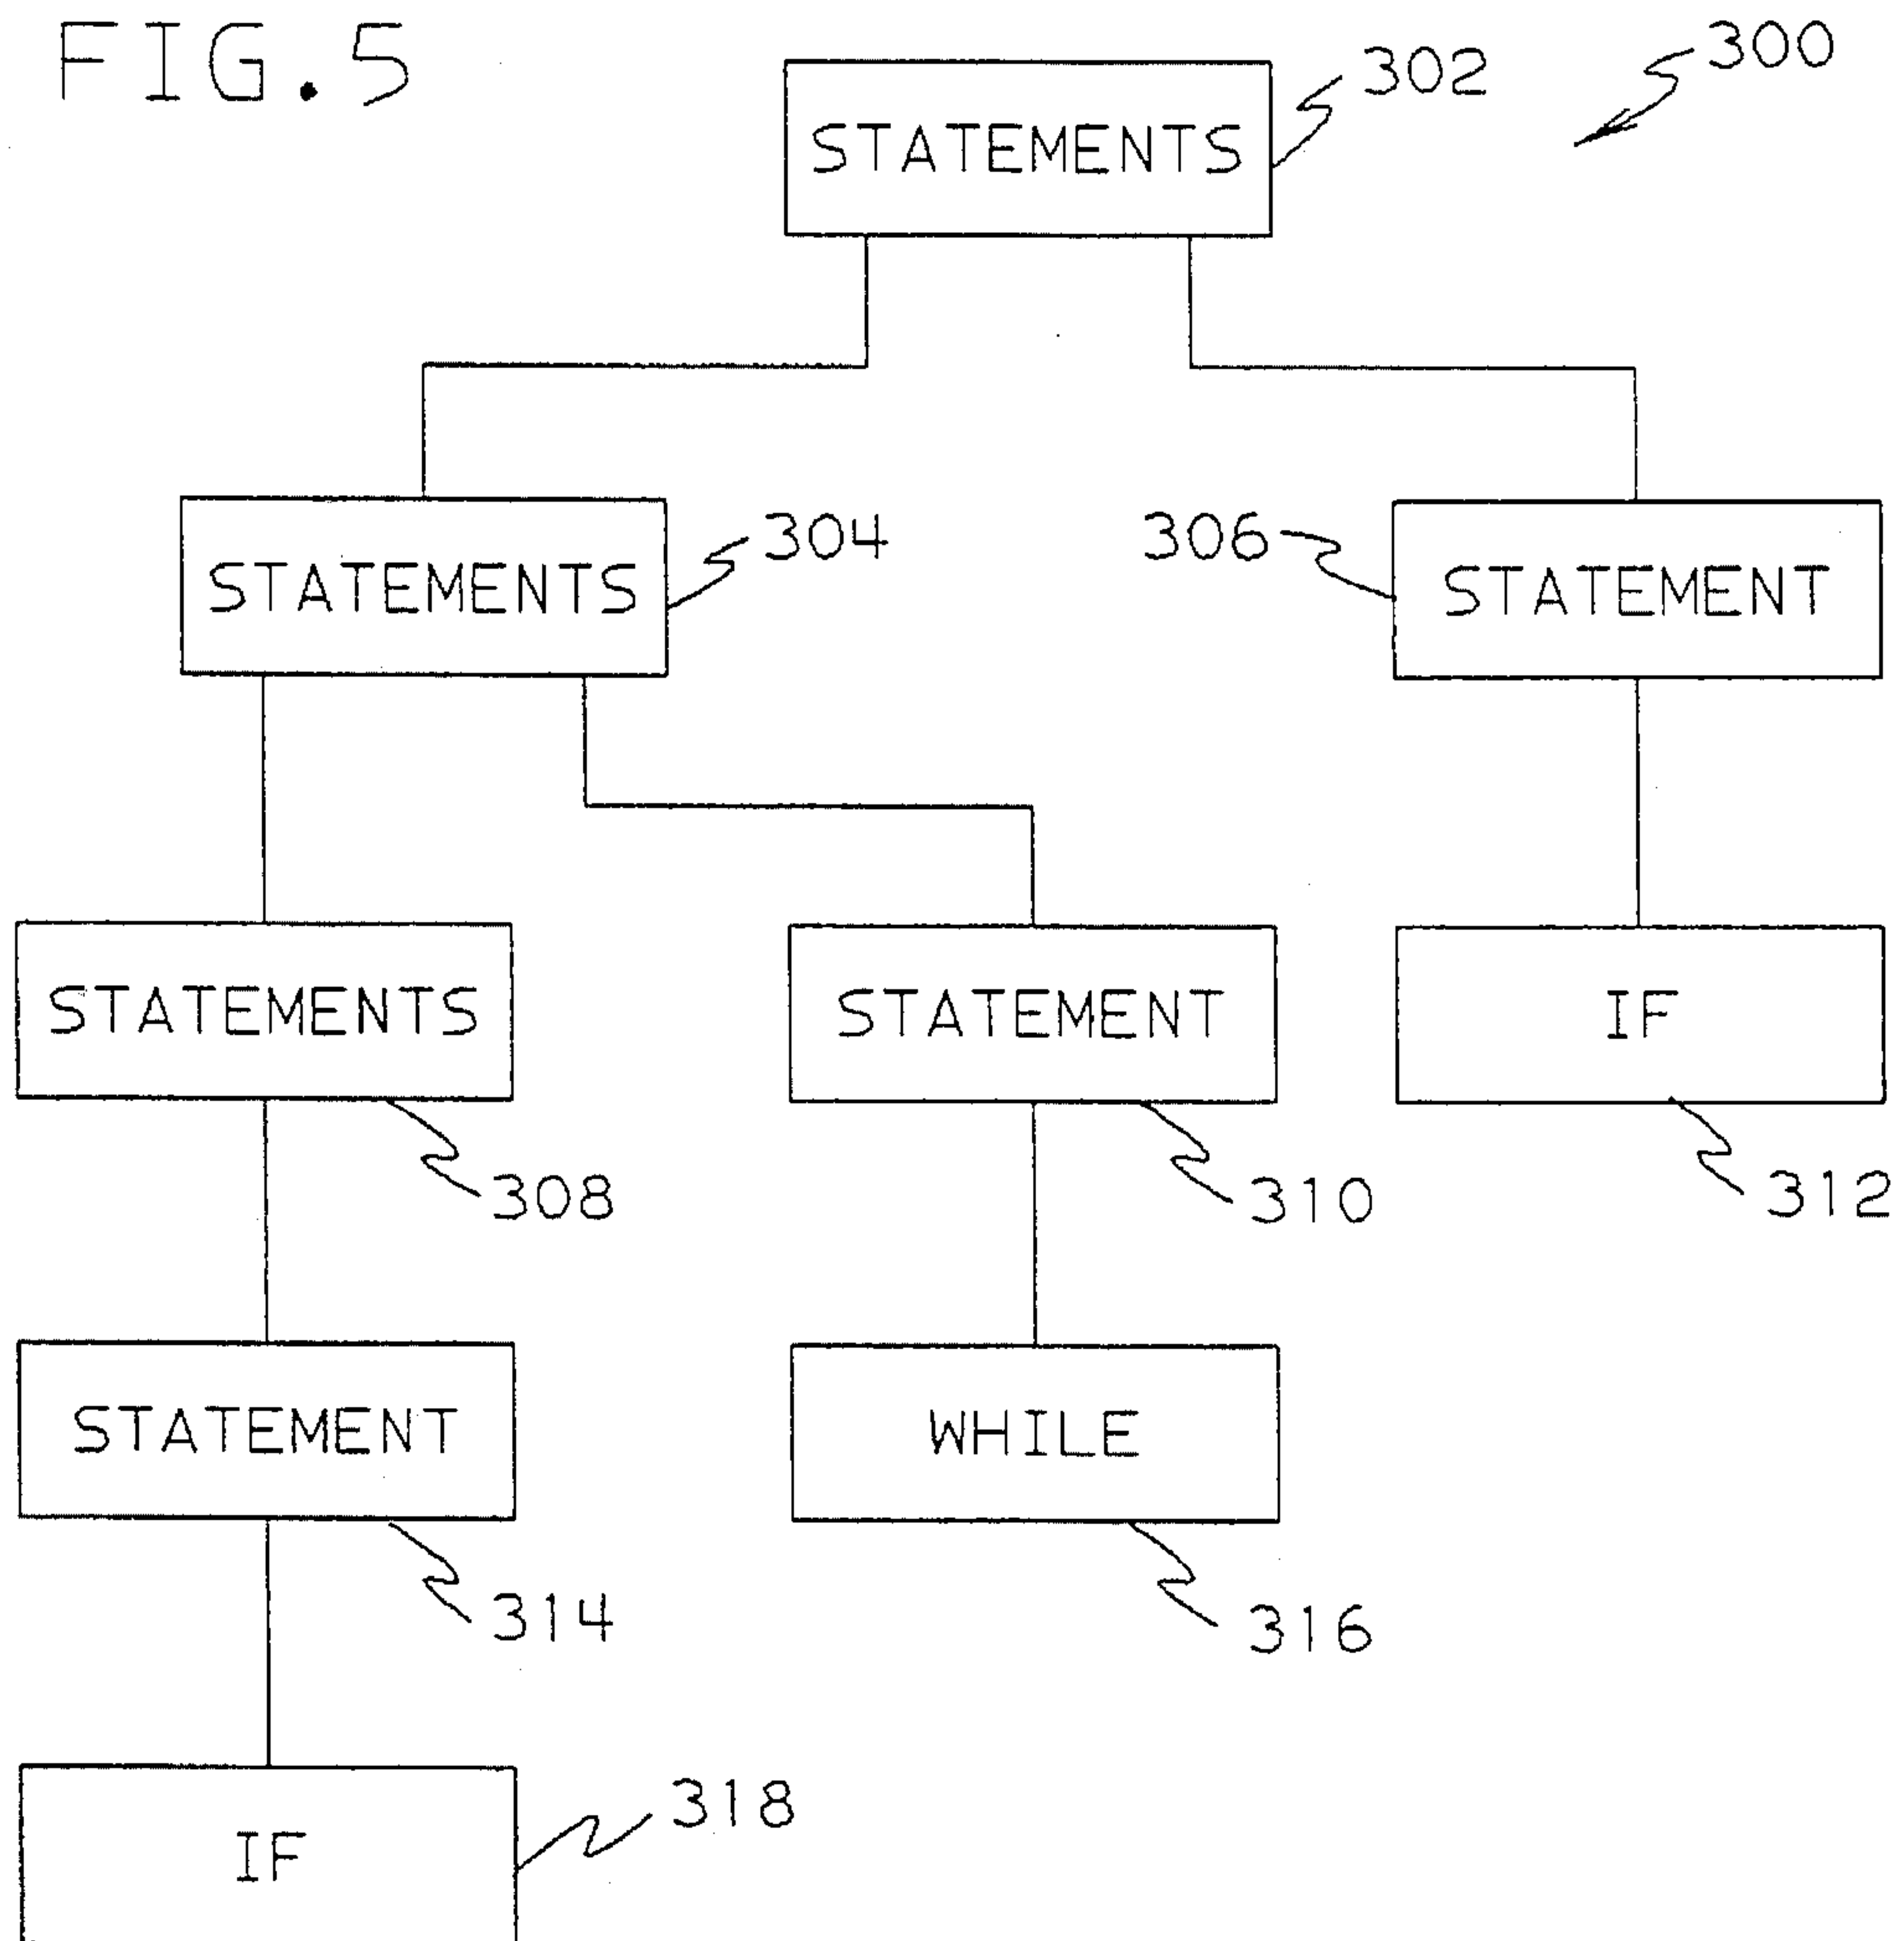 FIG.5
300
302
STATEMENTS
304
STATEMENTS
306
STATEMENT
STATEMENTS
STATEMENT
IF
308
310
312
STATEMENT
WHILE
314
316
IF
318